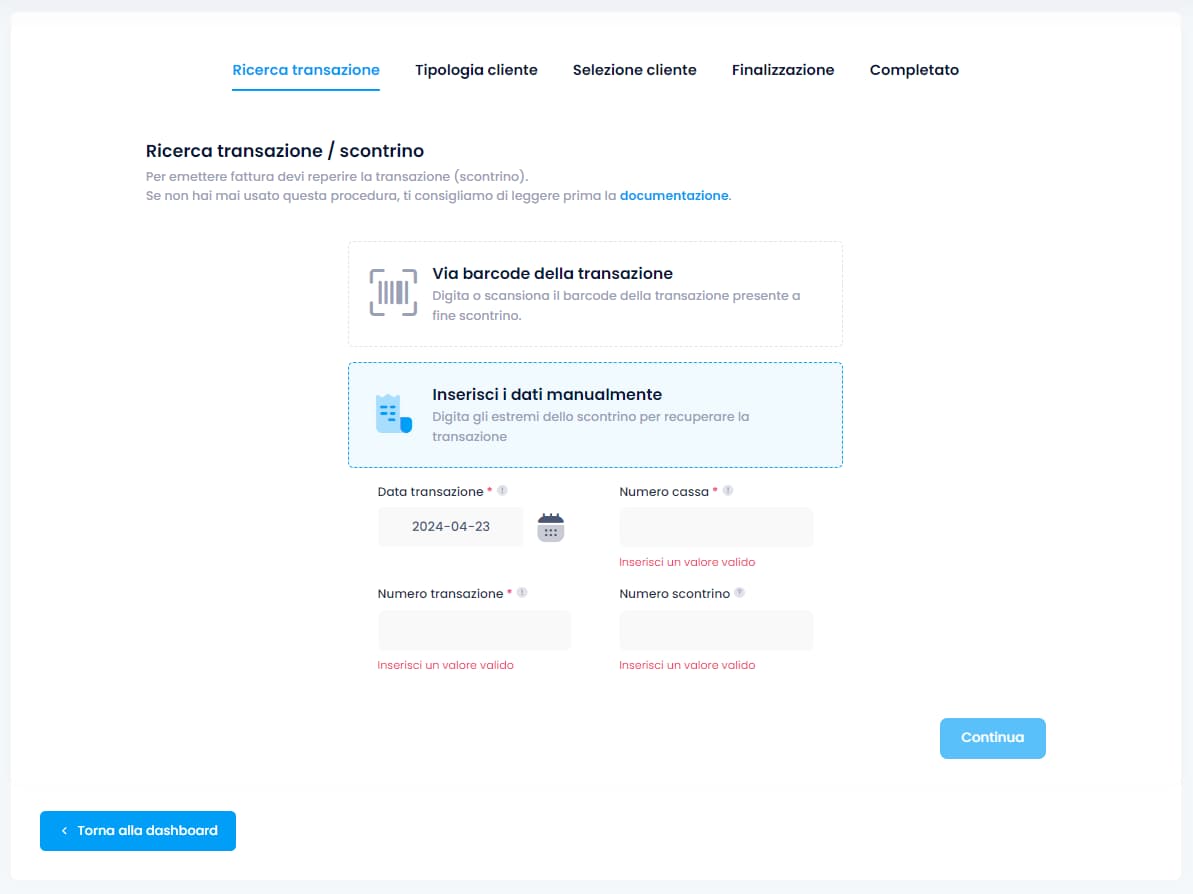 Ricerca transazione Tipologia cliente Selezione cliente Finalizzazione Completato
Ricerca transazione / scontrino
Per emettere fattura devi reperire la transazione (scontrino).
Se non hai mai usato questa procedura, ti consigliamo di leggere prima la documentazione.
Via barcode della transazione
Digita o scansiona il barcode della transazione presente a
fine scontrino.
Inserisci i dati manualmente
Digita gli estremi dello scontrino per recuperare la
transazione
Data transazione * Numero cassa *
2024-04-23
Inserisci un valore valido
Numero transazione * Numero scontrino
Inserisci un valore valido Inserisci un valore valido
Continua
Torna alla dashboard